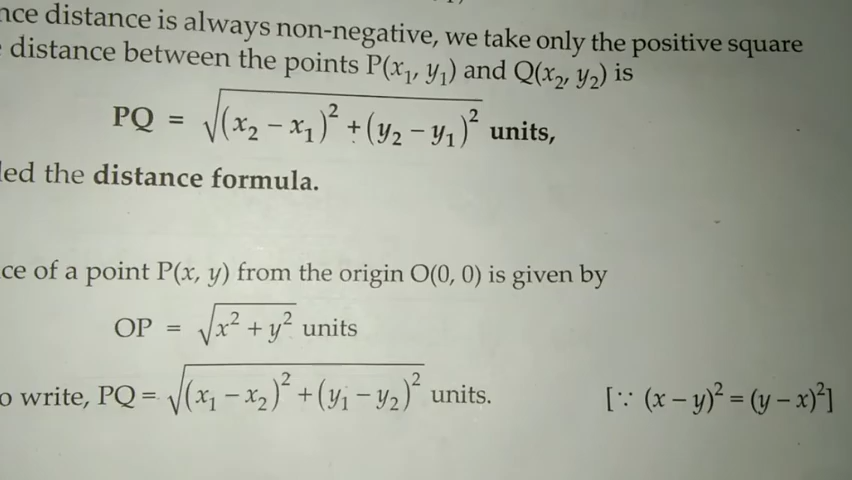 distance is always non-negative, we take only the positive square
distance between the points P(x₁, y₁) and Q(x₂, y₂) is
PQ = √((x₂ − x₁)² + (y₂ − y₁)²) units,
the distance formula.
of a point P(x, y) from the origin O(0, 0) is given by
OP = √(x² + y²) units
write, PQ = √((x₁ − x₂)² + (y₁ − y₂)²) units. [∵ (x − y)² = (y − x)²]